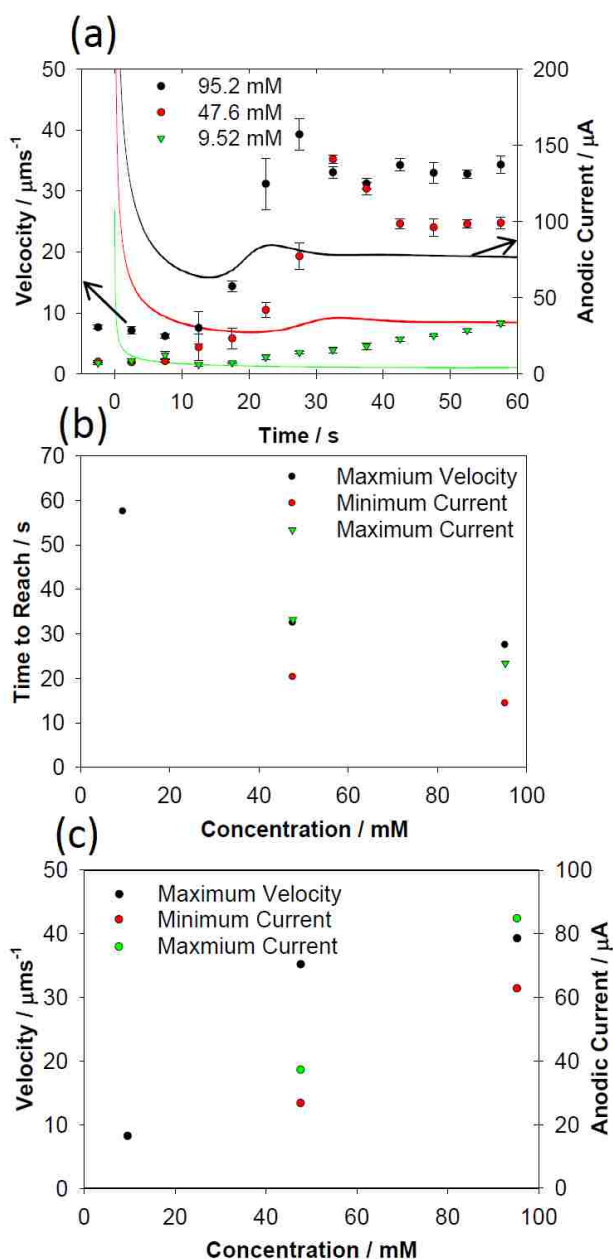 (a)
50
40
30
20
10
0
Velcocity / μms-1
95.2 mM
47.6 mM
9.52 mM
200
150
100
50
0
Anodic Current / μA
0 10 20 30 40 50 60
Time / s
(b)
70
60
50
40
30
20
10
0
Time to Reach / s
Maxmium Velocity
Minimum Current
Maximum Current
0 20 40 60 80 100
Concentration / mM
(c)
50
40
30
20
10
0
Velocity / μms-1
Maximum Velocity
Minimum Current
Maxmium Current
100
80
60
40
20
0
Anodic Current / μA
0 20 40 60 80 100
Concentration / mM